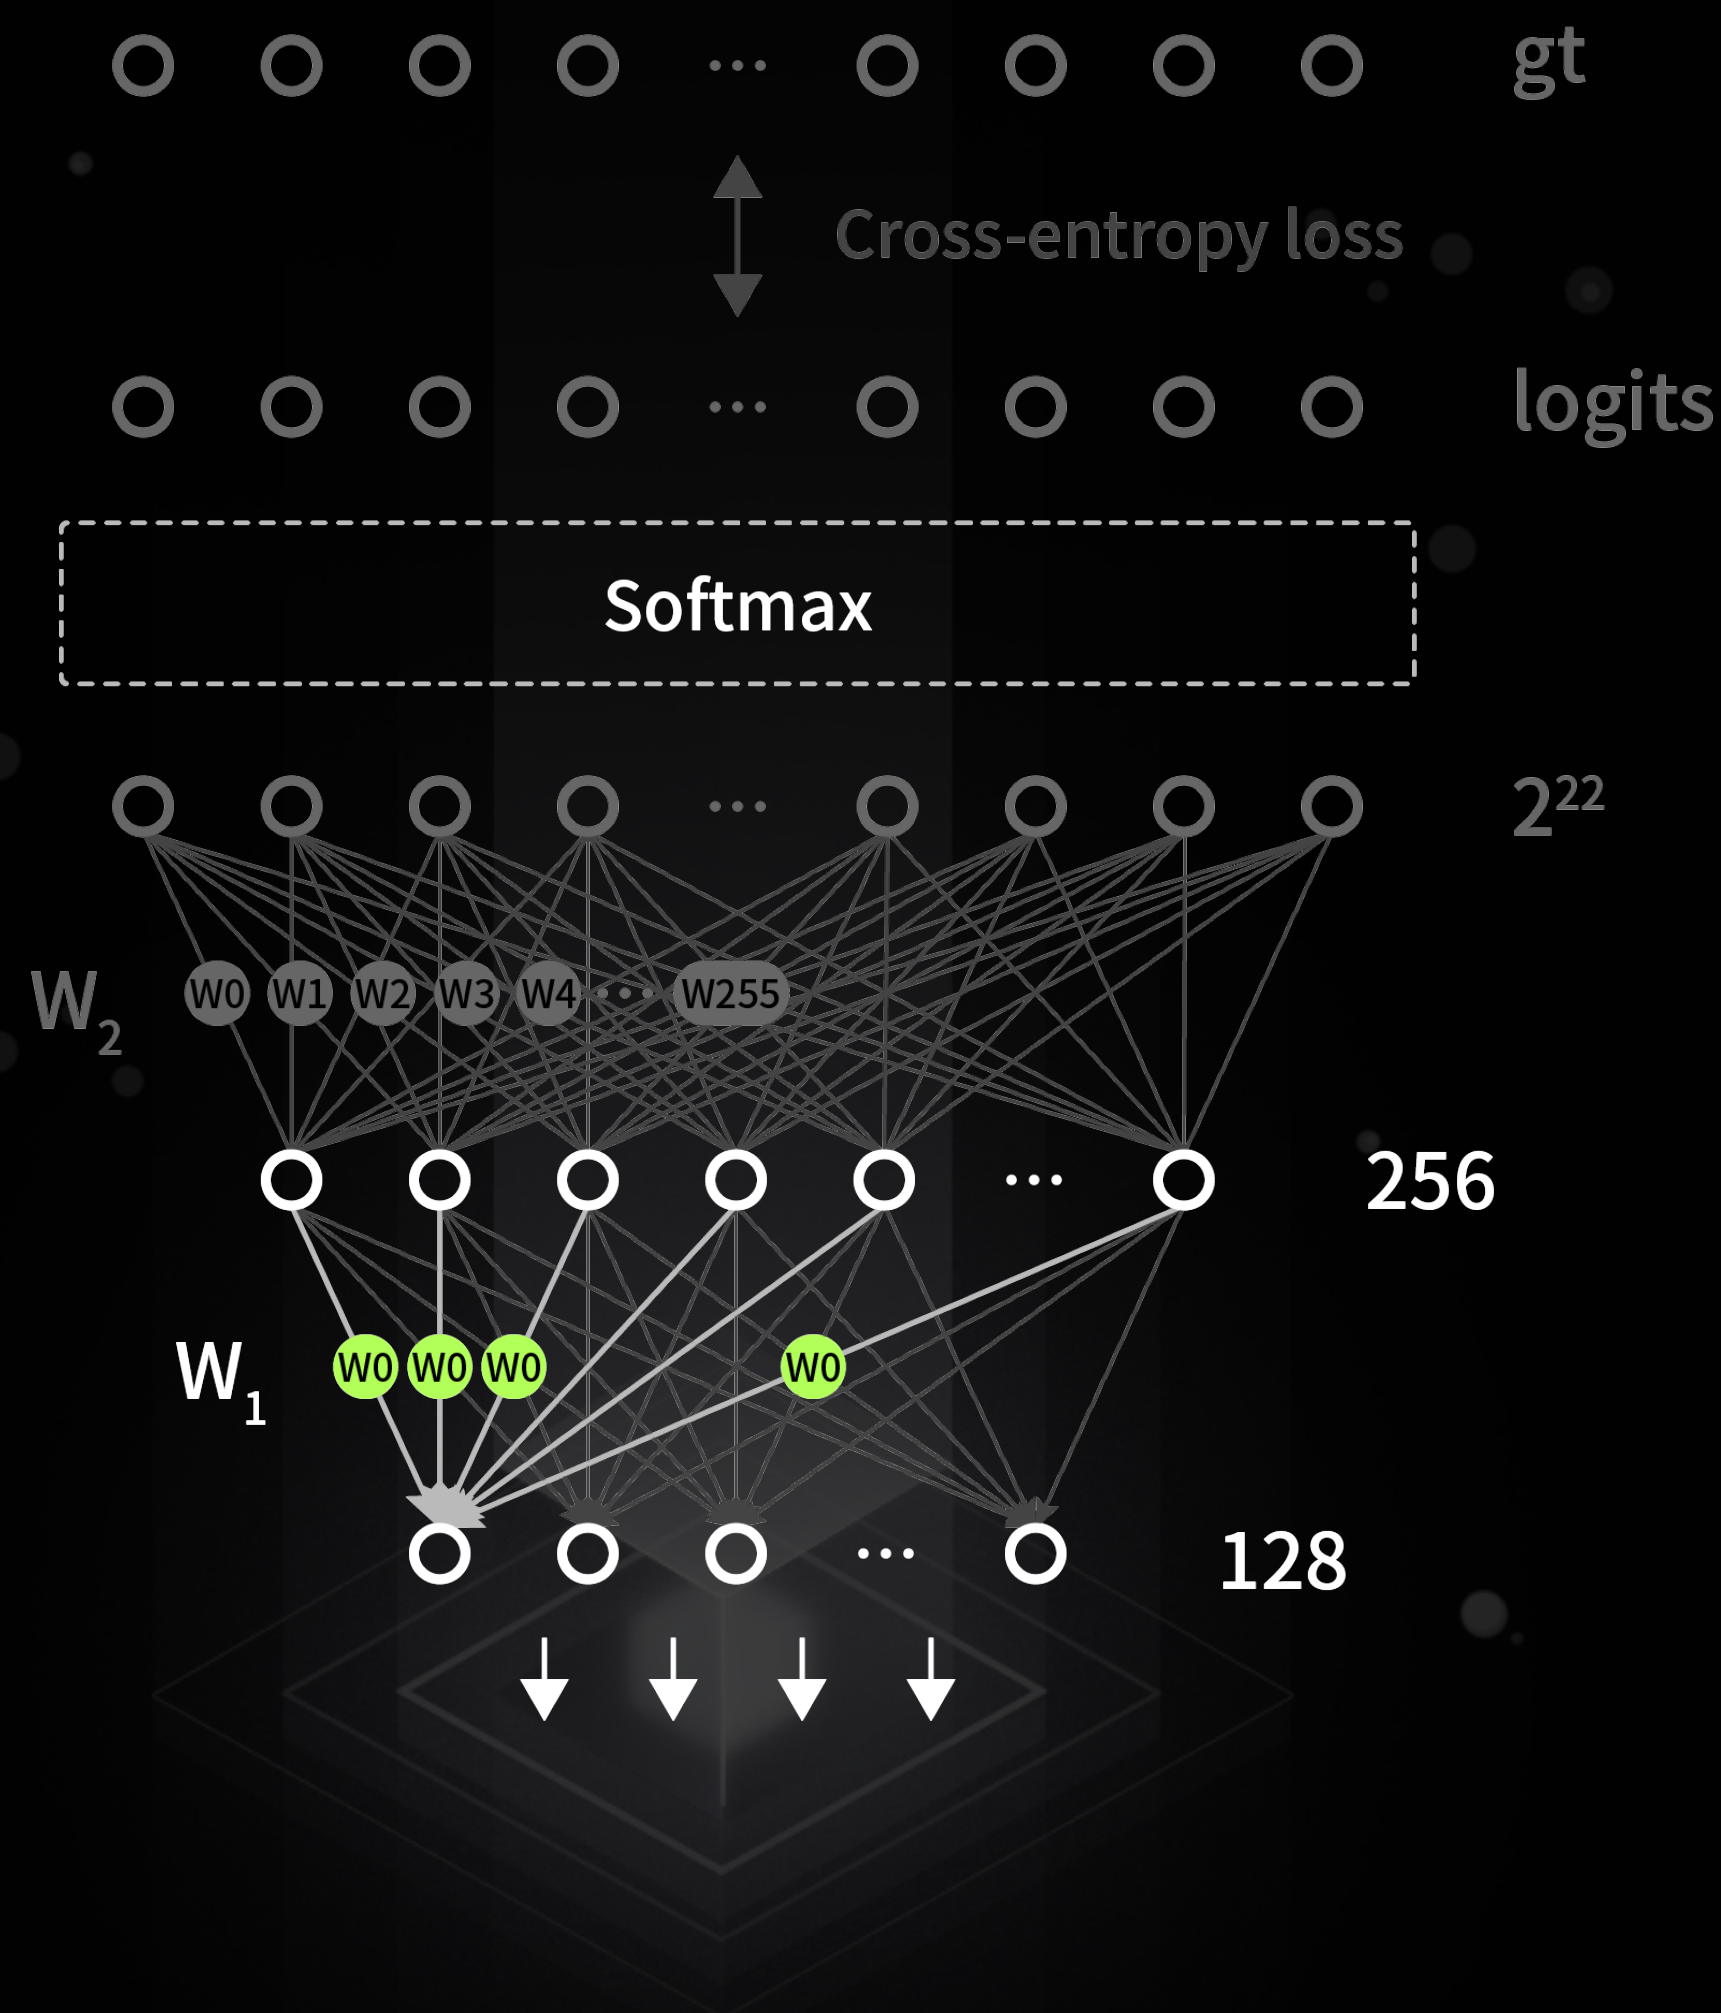 gt
Cross-entropy loss
logits
Softmax
2²²
W₂
W0 W1 W2 W3 W4 ... W255
256
W₁
W0 W0 W0 W0
128